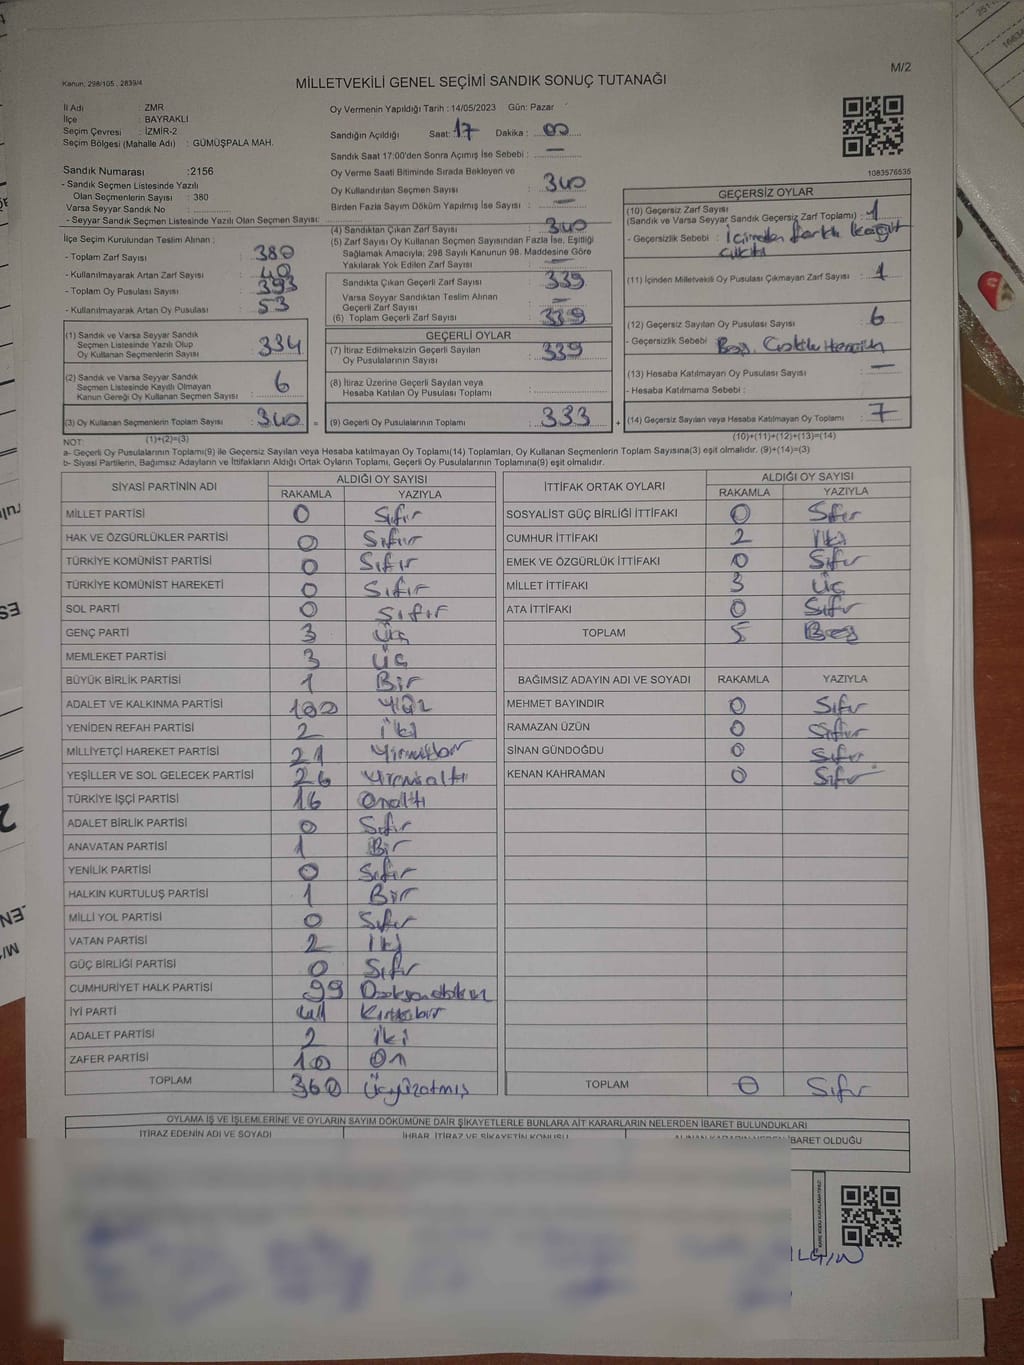 M/2
Kanun: 298/105 , 2839/4
MİLLETVEKİLİ GENEL SEÇİMİ SANDIK SONUÇ TUTANAĞI
İl Adı : ZMR
İlçe : BAYRAKLI
Seçim Çevresi : İZMİR-2
Seçim Bölgesi (Mahalle Adı) : GÜMÜŞPALA MAH.
Oy Vermenin Yapıldığı Tarih : 14/05/2023 Gün: Pazar
Sandığın Açıldığı Saat: 17 Dakika : 00
Sandık Saat 17:00'den Sonra Açımış İse Sebebi : —
Oy Verme Saati Bitiminde Sırada Bekleyen ve
Oy Kullandırılan Seçmen Sayısı : 340
Birden Fazla Sayım Döküm Yapılmış İse Sayısı : —
1083576535
Sandık Numarası :2156
- Sandık Seçmen Listesinde Yazılı
Olan Seçmenlerin Sayısı : 380
Varsa Seyyar Sandık No :
- Seyyar Sandık Seçmen Listesinde Yazılı Olan Seçmen Sayısı:
İlçe Seçim Kurulundan Teslim Alınan :
- Toplam Zarf Sayısı : 380
- Kullanılmayarak Artan Zarf Sayısı : 40
- Toplam Oy Pusulası Sayısı : 393
- Kullanılmayarak Artan Oy Pusulası : 53
(1) Sandık ve Varsa Seyyar Sandık
Seçmen Listesinde Yazılı Olup
Oy Kullanan Seçmenlerin Sayısı : 334
(2) Sandık ve Varsa Seyyar Sandık
Seçmen Listesinde Kayıtlı Olmayan
Kanun Gereği Oy Kullanan Seçmen Sayısı : 6
(3) Oy Kullanan Seçmenlerin Toplam Sayısı : 340 =
(4) Sandıktan Çıkan Zarf Sayısı : 340
(5) Zarf Sayısı Oy Kullanan Seçmen Sayısından Fazla İse, Eşitliği
Sağlamak Amacıyla; 298 Sayılı Kanunun 98. Maddesine Göre
Yakılarak Yok Edilen Zarf Sayısı : —
Sandıkta Çıkan Geçerli Zarf Sayısı : 339
Varsa Seyyar Sandıktan Teslim Alınan
Geçerli Zarf Sayısı : —
(6) Toplam Geçerli Zarf Sayısı : 339
GEÇERLİ OYLAR
(7) İtiraz Edilmeksizin Geçerli Sayılan
Oy Pusulalarının Sayısı : 339
(8) İtiraz Üzerine Geçerli Sayılan veya
Hesaba Katılan Oy Pusulası Toplamı :
(9) Geçerli Oy Pusulalarının Toplamı : 333 +
GEÇERSİZ OYLAR
(10) Geçersiz Zarf Sayısı
(Sandık ve Varsa Seyyar Sandık Geçersiz Zarf Toplamı) : 1
- Geçersizlik Sebebi : İçinden farklı kağıt
çıktı
(11) İçinden Milletvekili Oy Pusulası Çıkmayan Zarf Sayısı : 1
(12) Geçersiz Sayılan Oy Pusulası Sayısı : 6
- Geçersizlik Sebebi : Boş,
(13) Hesaba Katılmayan Oy Pusulası Sayısı : —
- Hesaba Katılmama Sebebi :
(14) Geçersiz Sayılan veya Hesaba Katılmayan Oy Toplamı : 7
NOT: (1)+(2)=(3) (10)+(11)+(12)+(13)=(14)
a- Geçerli Oy Pusulalarının Toplamı(9) ile Geçersiz Sayılan veya Hesaba katılmayan Oy Toplamı(14) Toplamları, Oy Kullanan Seçmenlerin Toplam Sayısına(3) eşit olmalıdır. (9)+(14)=(3)
b- Siyasi Partilerin, Bağımsız Adayların ve İttifakların Aldığı Ortak Oyların Toplamı, Geçerli Oy Pusulalarının Toplamına(9) eşit olmalıdır.
SİYASİ PARTİNİN ADI ALDIĞI OY SAYISI
RAKAMLA YAZIYLA
MİLLET PARTİSİ 0 Sıfır
HAK VE ÖZGÜRLÜKLER PARTİSİ 0 Sıfır
TÜRKİYE KOMÜNİST PARTİSİ 0 Sıfır
TÜRKİYE KOMÜNİST HAREKETİ 0 Sıfır
SOL PARTİ 0 Sıfır
GENÇ PARTİ 3 Üç
MEMLEKET PARTİSİ 3 Üç
BÜYÜK BİRLİK PARTİSİ 1 Bir
ADALET VE KALKINMA PARTİSİ 100 Yüz
YENİDEN REFAH PARTİSİ 2 İki
MİLLİYETÇİ HAREKET PARTİSİ 21 Yirmibir
YEŞİLLER VE SOL GELECEK PARTİSİ 26 Yirmialtı
TÜRKİYE İŞÇİ PARTİSİ 16 Onaltı
ADALET BİRLİK PARTİSİ 0 Sıfır
ANAVATAN PARTİSİ 1 Bir
YENİLİK PARTİSİ 0 Sıfır
HALKIN KURTULUŞ PARTİSİ 1 Bir
MİLLİ YOL PARTİSİ 0 Sıfır
VATAN PARTİSİ 2 İki
GÜÇ BİRLİĞİ PARTİSİ 0 Sıfır
CUMHURİYET HALK PARTİSİ 99 Doksandokuz
İYİ PARTİ 41 Kırkbir
ADALET PARTİSİ 2 İki
ZAFER PARTİSİ 10 On
TOPLAM 360 Üçyüzatmış
İTTİFAK ORTAK OYLARI ALDIĞI OY SAYISI
RAKAMLA YAZIYLA
SOSYALİST GÜÇ BİRLİĞİ İTTİFAKI 0 Sıfır
CUMHUR İTTİFAKI 2 İki
EMEK VE ÖZGÜRLÜK İTTİFAKI 0 Sıfır
MİLLET İTTİFAKI 3 Üç
ATA İTTİFAKI 0 Sıfır
TOPLAM 5 Beş
BAĞIMSIZ ADAYIN ADI VE SOYADI RAKAMLA YAZIYLA
MEHMET BAYINDIR 0 Sıfır
RAMAZAN ÜZÜN 0 Sıfır
SİNAN GÜNDOĞDU 0 Sıfır
KENAN KAHRAMAN 0 Sıfır
TOPLAM 0 Sıfır
OYLAMA İŞ VE İŞLEMLERİNE VE OYLARIN SAYIM DÖKÜMÜNE DAİR ŞİKAYETLERLE BUNLARA AİT KARARLARIN NELERDEN İBARET BULUNDUKLARI
İTİRAZ EDENİN ADI VE SOYADI İHBAR, İTİRAZ VE ŞİKAYETİN KONUSU İBARET OLDUĞU